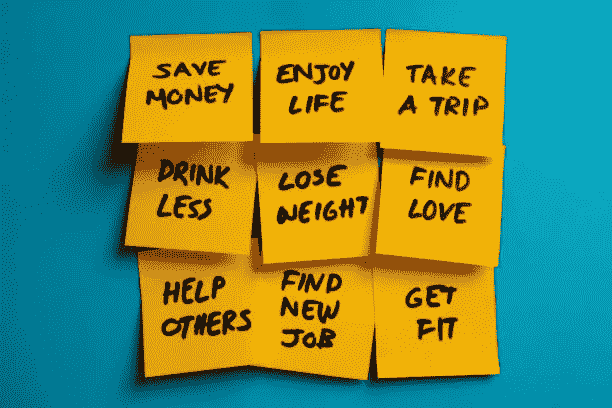 SAVE
MONEY
ENJOY
LIFE
TAKE
A TRIP
DRINK
LESS
LOSE
WEIGHT
FIND
LOVE
HELP
OTHERS
FIND
NEW
JOB
GET
FIT